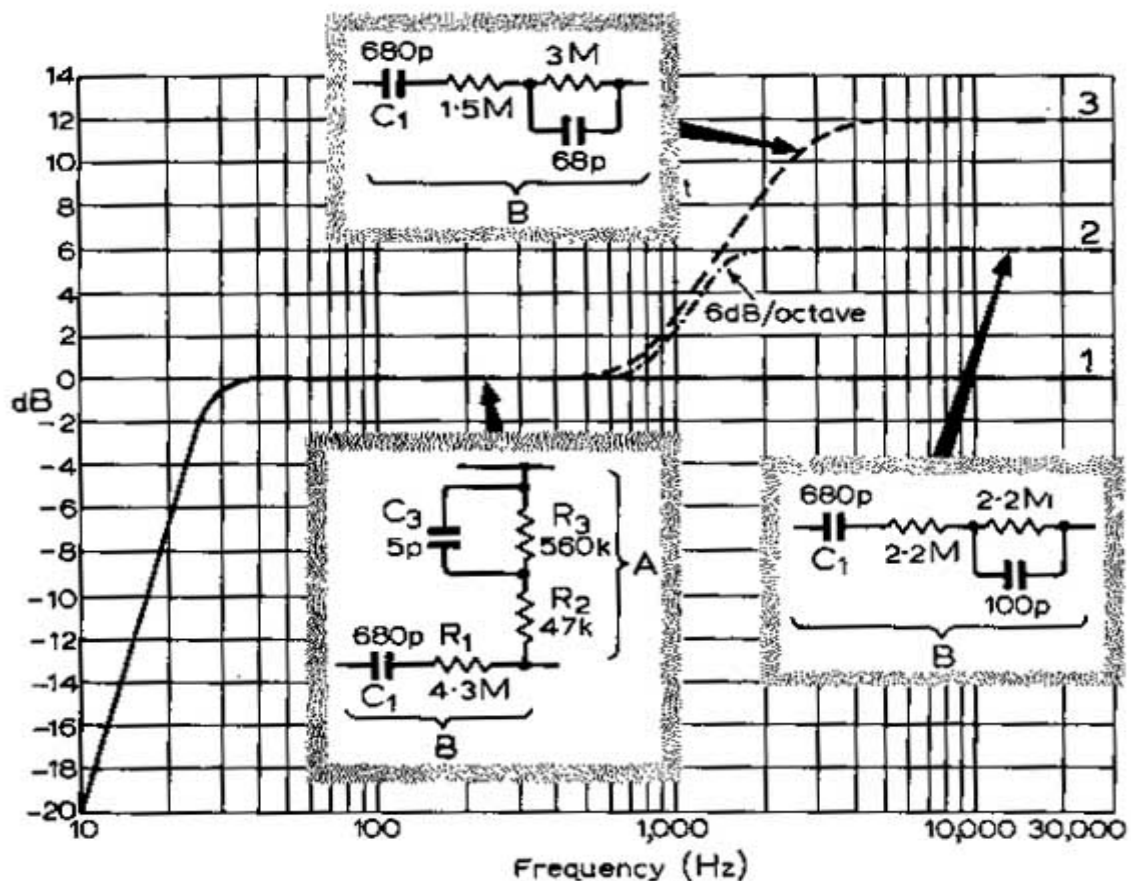 680p
3M
C1
1·5M
68p
B
14
12
10
8
6
4
2
0
dB
-2
-4
-6
-8
-10
-12
-14
-16
-18
-20
3
2
1
t
6dB/octave
C3
5p
R3
560k
A
R2
47k
680p
R1
C1
4·3M
B
680p
2·2M
C1
2·2M
100p
B
10
100
1,000
10,000
30,000
Frequency (Hz)